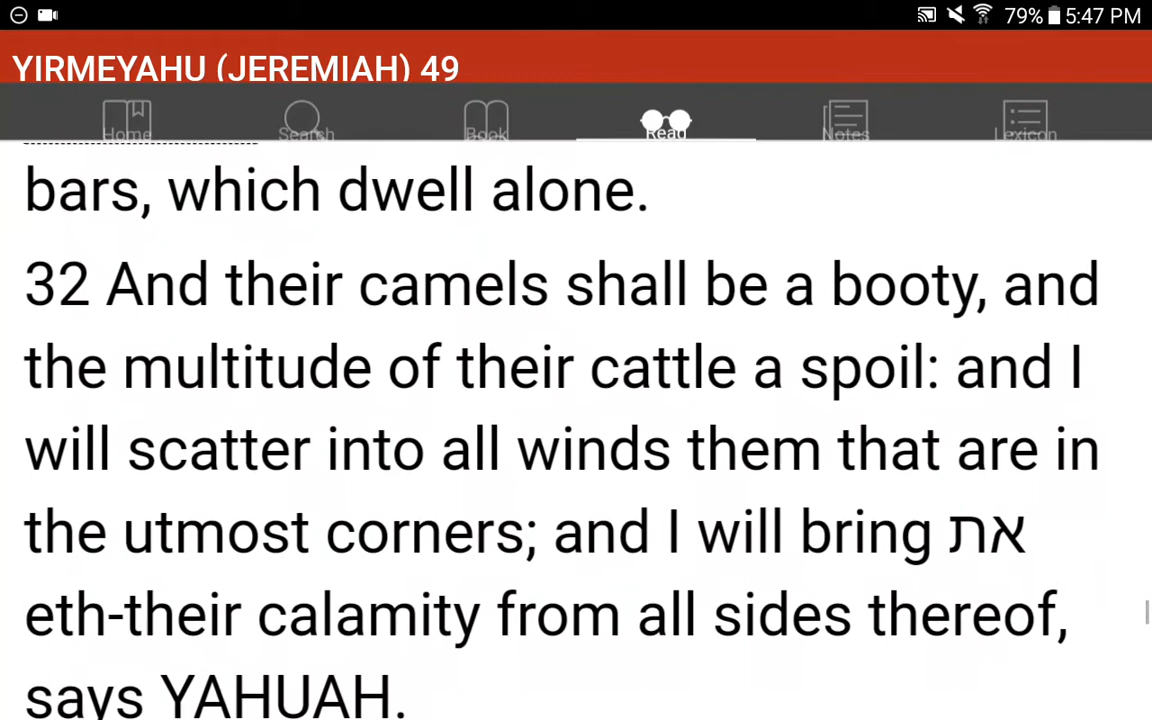 79% 5:47 PM
YIRMEYAHU (JEREMIAH) 49
Home Search Book Read Notes Lexicon
bars, which dwell alone.
32 And their camels shall be a booty, and
the multitude of their cattle a spoil: and I
will scatter into all winds them that are in
the utmost corners; and I will bring את
eth-their calamity from all sides thereof,
says YAHUAH.